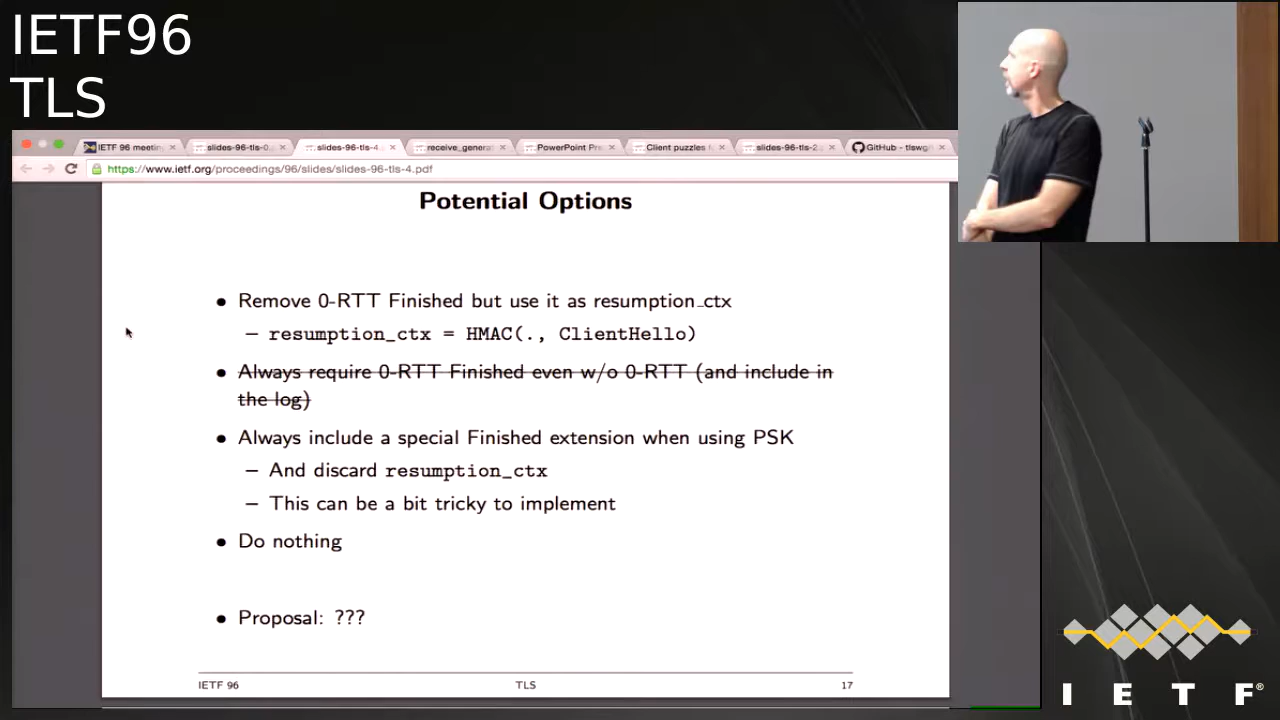 IETF96
TLS
IETF 96 meetin
slides-96-tls-0
slides-96-tls-4
receive_genera
PowerPoint Pre
Client puzzles fo
slides-96-tls-2
GitHub - tlswg/
https://www.ietf.org/proceedings/96/slides/slides-96-tls-4.pdf
Potential Options
• Remove 0-RTT Finished but use it as resumption_ctx
– resumption_ctx = HMAC(., ClientHello)
• Always require 0-RTT Finished even w/o 0-RTT (and include in
the log)
• Always include a special Finished extension when using PSK
– And discard resumption_ctx
– This can be a bit tricky to implement
• Do nothing
• Proposal: ???
IETF 96 TLS 17
I E T F®